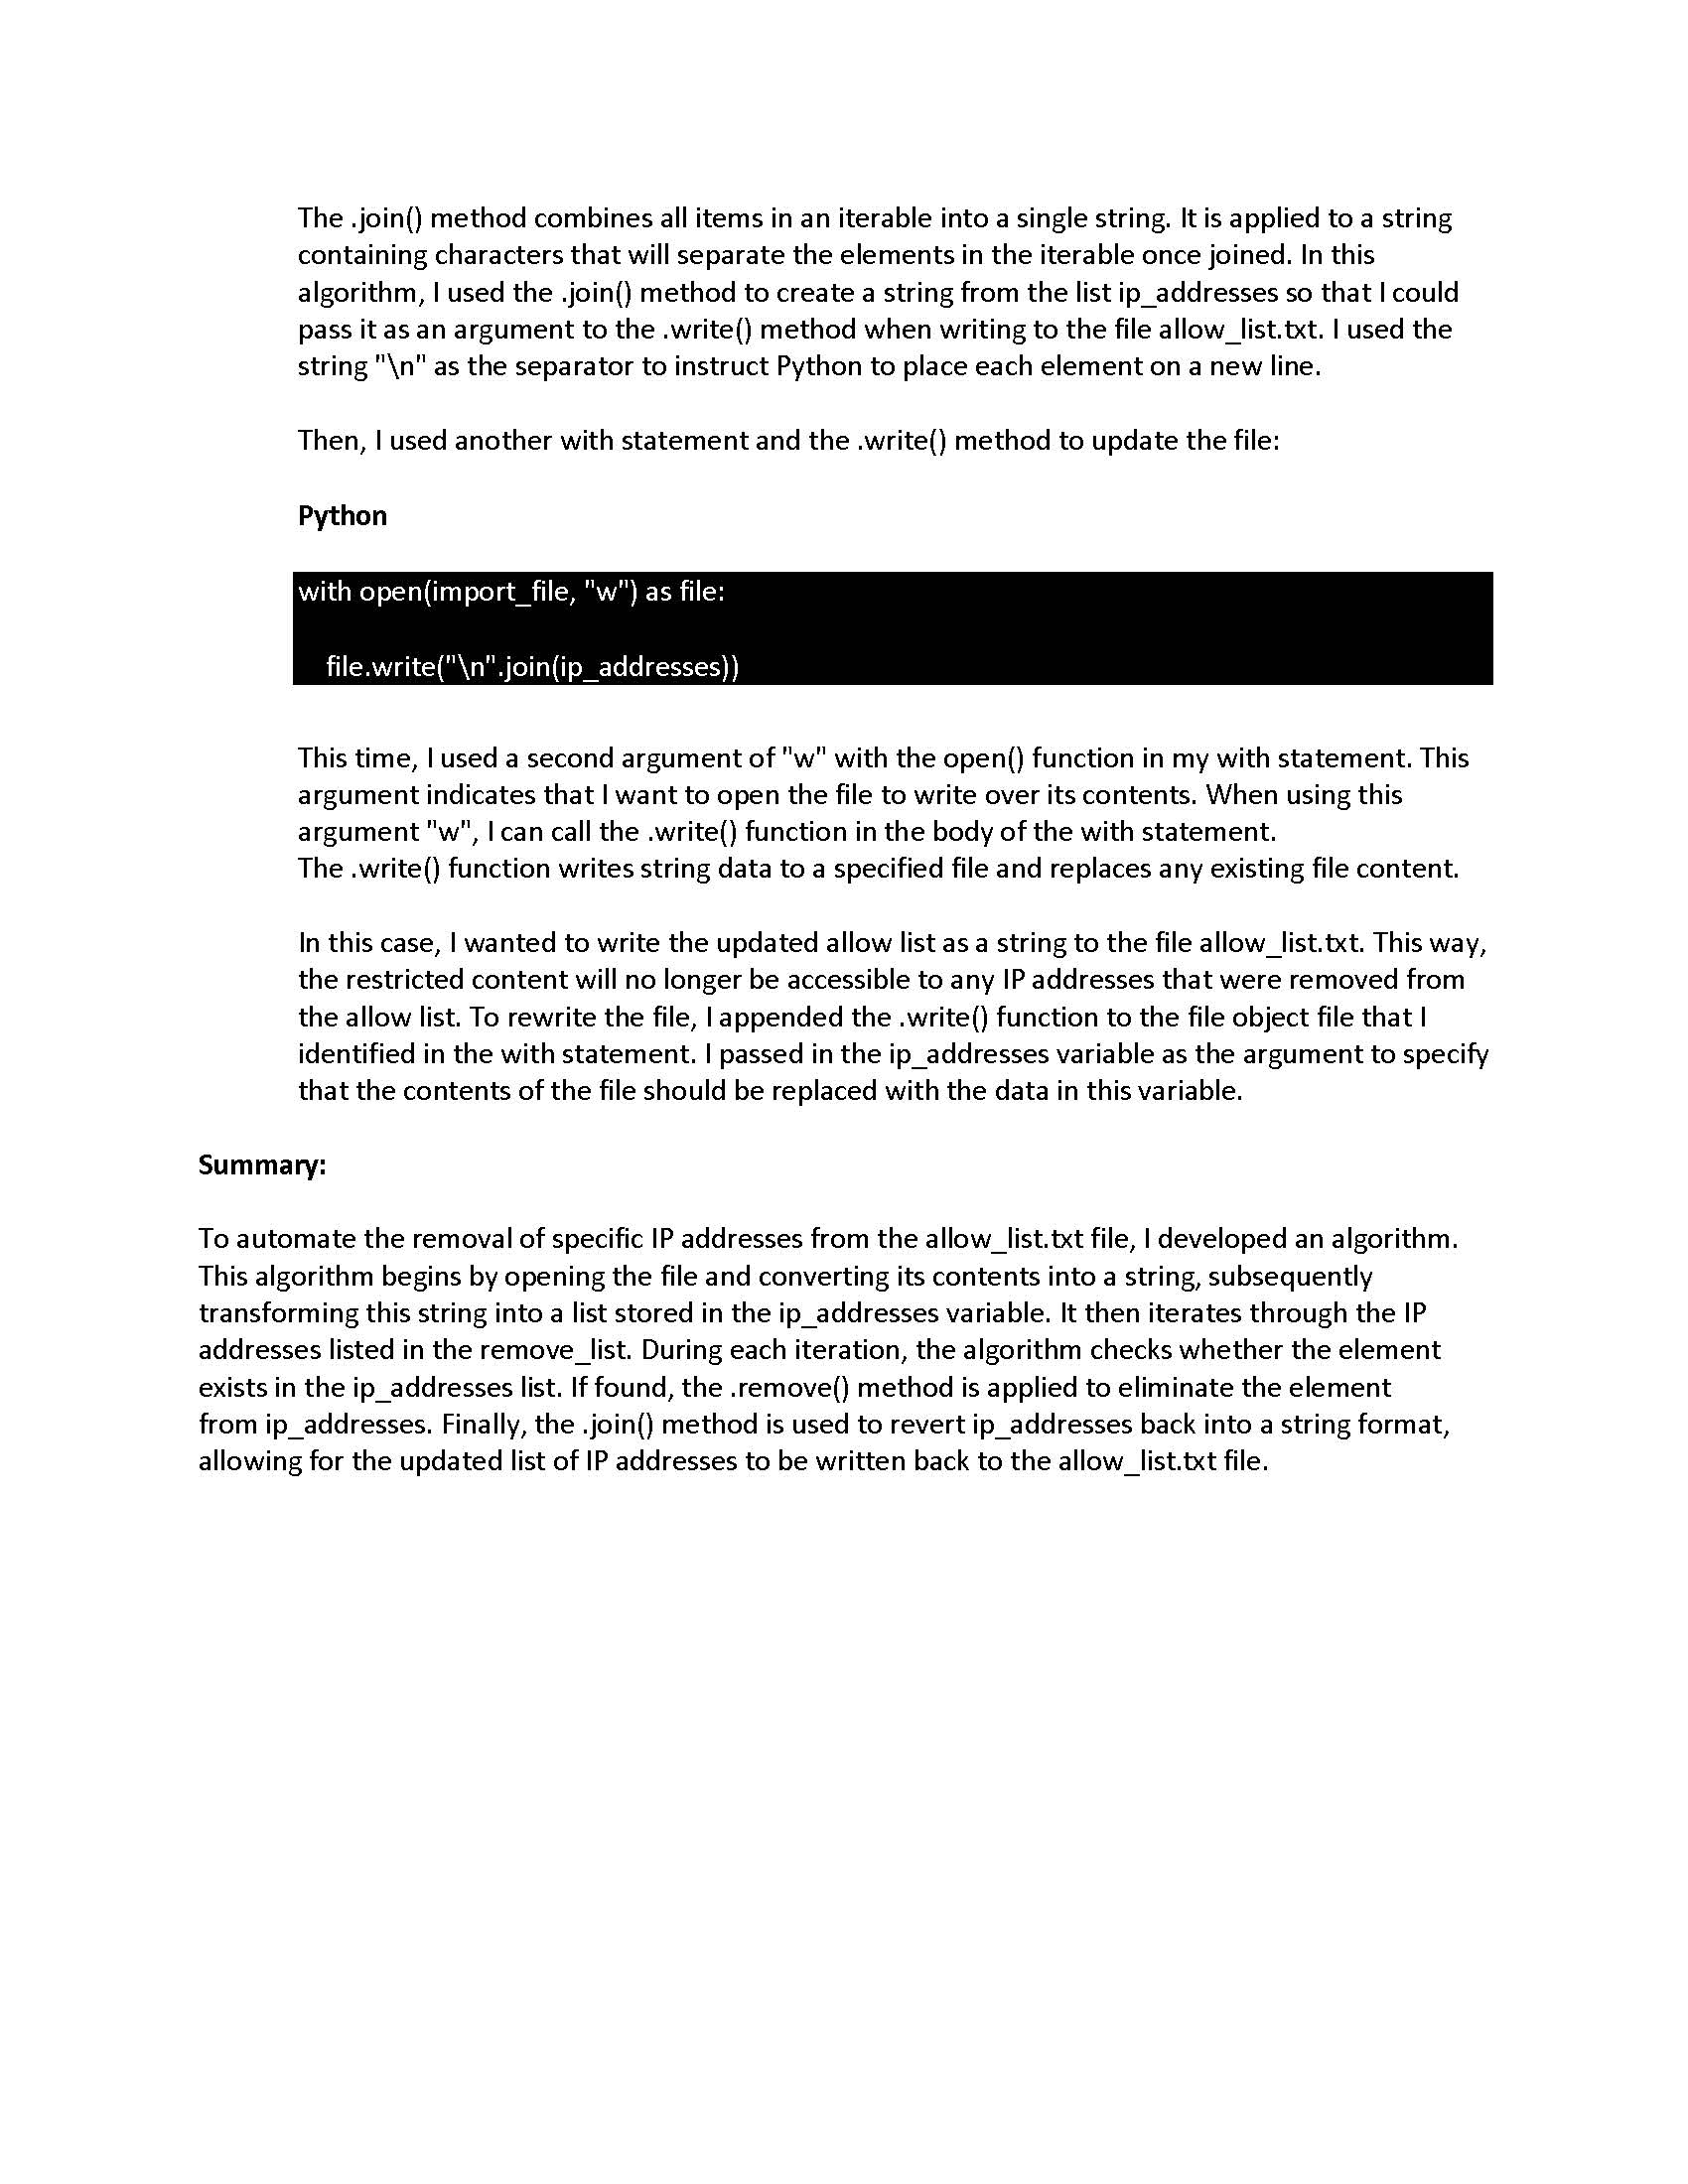 The .join() method combines all items in an iterable into a single string. It is applied to a string
containing characters that will separate the elements in the iterable once joined. In this
algorithm, I used the .join() method to create a string from the list ip_addresses so that I could
pass it as an argument to the .write() method when writing to the file allow_list.txt. I used the
string "\n" as the separator to instruct Python to place each element on a new line.
Then, I used another with statement and the .write() method to update the file:
Python
with open(import_file, "w") as file:
file.write("\n".join(ip_addresses))
This time, I used a second argument of "w" with the open() function in my with statement. This
argument indicates that I want to open the file to write over its contents. When using this
argument "w", I can call the .write() function in the body of the with statement.
The .write() function writes string data to a specified file and replaces any existing file content.
In this case, I wanted to write the updated allow list as a string to the file allow_list.txt. This way,
the restricted content will no longer be accessible to any IP addresses that were removed from
the allow list. To rewrite the file, I appended the .write() function to the file object file that I
identified in the with statement. I passed in the ip_addresses variable as the argument to specify
that the contents of the file should be replaced with the data in this variable.
Summary:
To automate the removal of specific IP addresses from the allow_list.txt file, I developed an algorithm.
This algorithm begins by opening the file and converting its contents into a string, subsequently
transforming this string into a list stored in the ip_addresses variable. It then iterates through the IP
addresses listed in the remove_list. During each iteration, the algorithm checks whether the element
exists in the ip_addresses list. If found, the .remove() method is applied to eliminate the element
from ip_addresses. Finally, the .join() method is used to revert ip_addresses back into a string format,
allowing for the updated list of IP addresses to be written back to the allow_list.txt file.